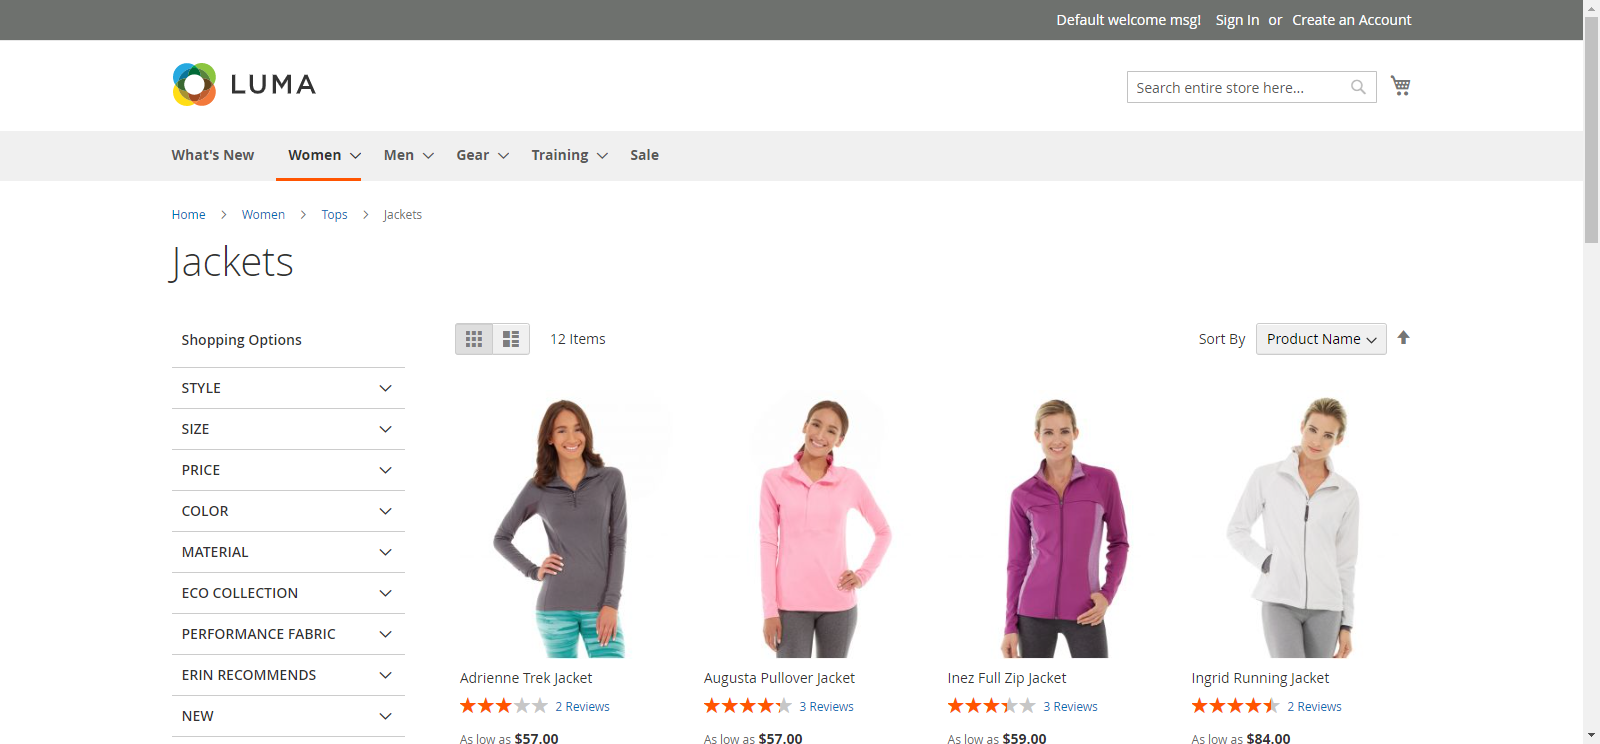 Default welcome msg! Sign In or Create an Account
LUMA
Search entire store here...
What's New Women Men Gear Training Sale
Home > Women > Tops > Jackets
Jackets
Shopping Options
12 Items
Sort By Product Name
STYLE
SIZE
PRICE
COLOR
MATERIAL
ECO COLLECTION
PERFORMANCE FABRIC
ERIN RECOMMENDS
NEW
Adrienne Trek Jacket
2 Reviews
As low as $57.00
Augusta Pullover Jacket
3 Reviews
As low as $57.00
Inez Full Zip Jacket
3 Reviews
As low as $59.00
Ingrid Running Jacket
2 Reviews
As low as $84.00